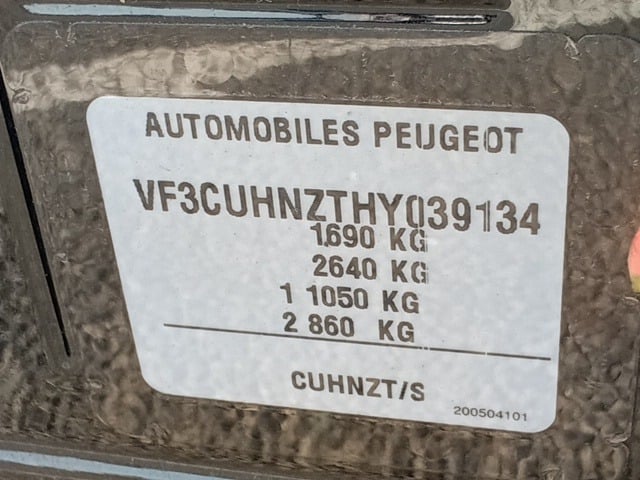 AUTOMOBILES PEUGEOT
VF3CUHNZTHY039134
1690 KG
2640 KG
1 1050 KG
2 860 KG
CUHNZT/S
200504101